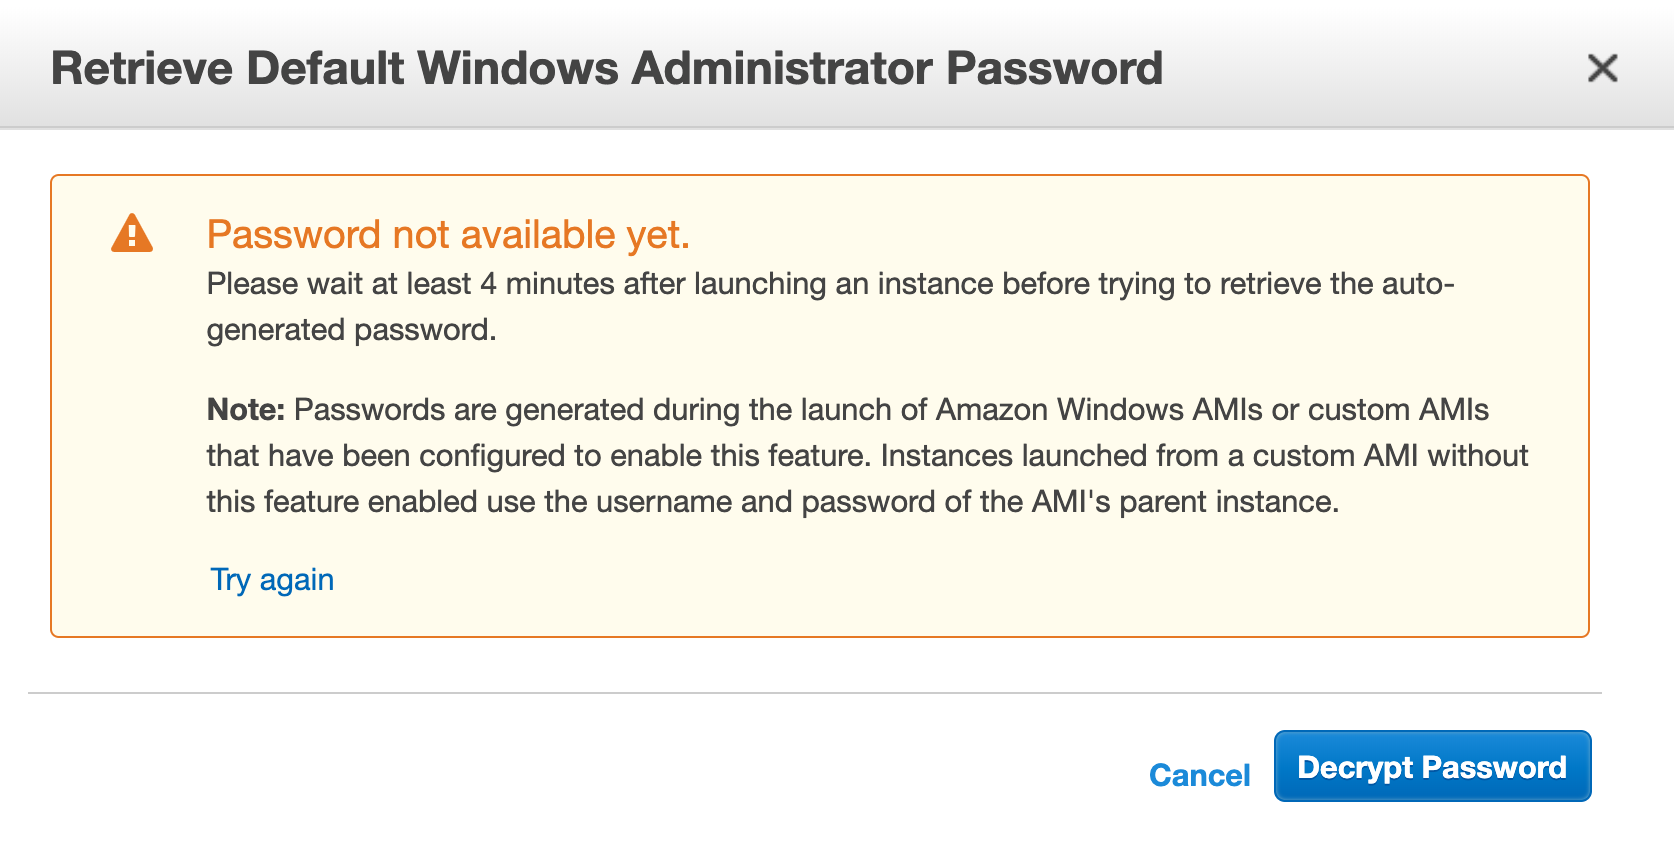 Retrieve Default Windows Administrator Password
Password not available yet.
Please wait at least 4 minutes after launching an instance before trying to retrieve the auto-
generated password.
Note: Passwords are generated during the launch of Amazon Windows AMIs or custom AMIs
that have been configured to enable this feature. Instances launched from a custom AMI without
this feature enabled use the username and password of the AMI's parent instance.
Try again
Cancel
Decrypt Password